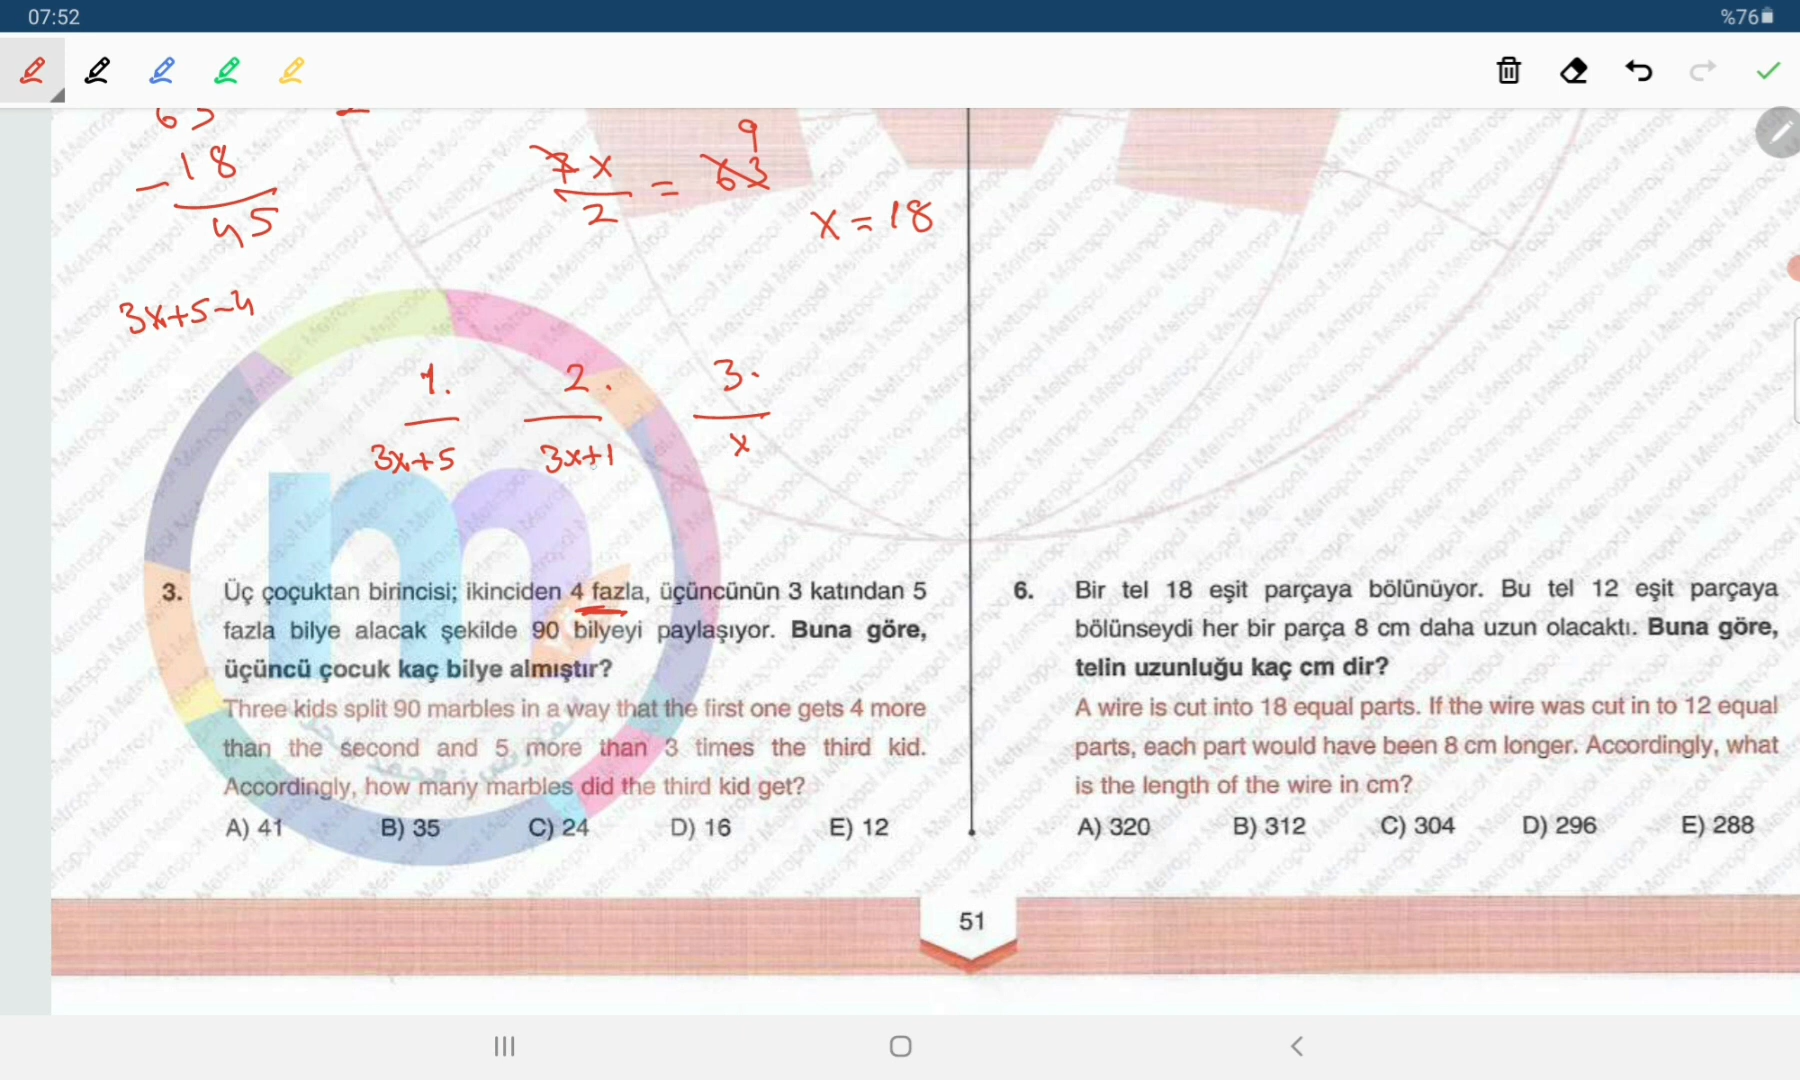 07:52
%76
18
45
7x
2
=
63
9
x = 18
3x+5-4
1.
2.
3.
3x+5
3x+1
x
3. Üç çoçuktan birincisi; ikinciden 4 fazla, üçüncünün 3 katından 5
fazla bilye alacak şekilde 90 bilyeyi paylaşıyor. Buna göre,
üçüncü çocuk kaç bilye almıştır?
Three kids split 90 marbles in a way that the first one gets 4 more
than the second and 5 more than 3 times the third kid.
Accordingly, how many marbles did the third kid get?
A) 41 B) 35 C) 24 D) 16 E) 12
6. Bir tel 18 eşit parçaya bölünüyor. Bu tel 12 eşit parçaya
bölünseydi her bir parça 8 cm daha uzun olacaktı. Buna göre,
telin uzunluğu kaç cm dir?
A wire is cut into 18 equal parts. If the wire was cut in to 12 equal
parts, each part would have been 8 cm longer. Accordingly, what
is the length of the wire in cm?
A) 320 B) 312 C) 304 D) 296 E) 288
51